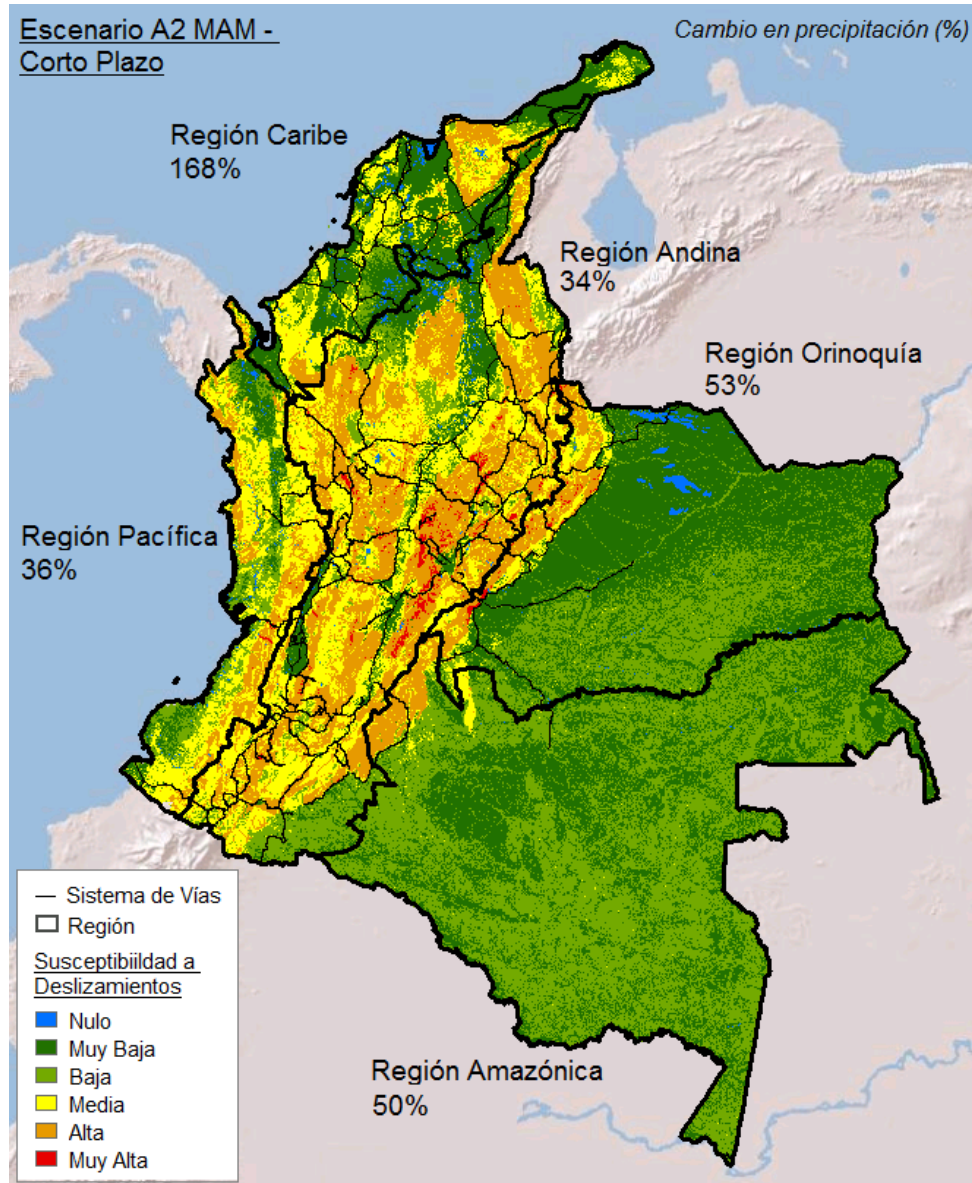 Escenario A2 MAM -
Corto Plazo
Cambio en precipitación (%)
Región Caribe
168%
Región Andina
34%
Región Orinoquía
53%
Región Pacífica
36%
Región Amazónica
50%
Sistema de Vías
Región
Susceptibiildad a
Deslizamientos
Nulo
Muy Baja
Baja
Media
Alta
Muy Alta